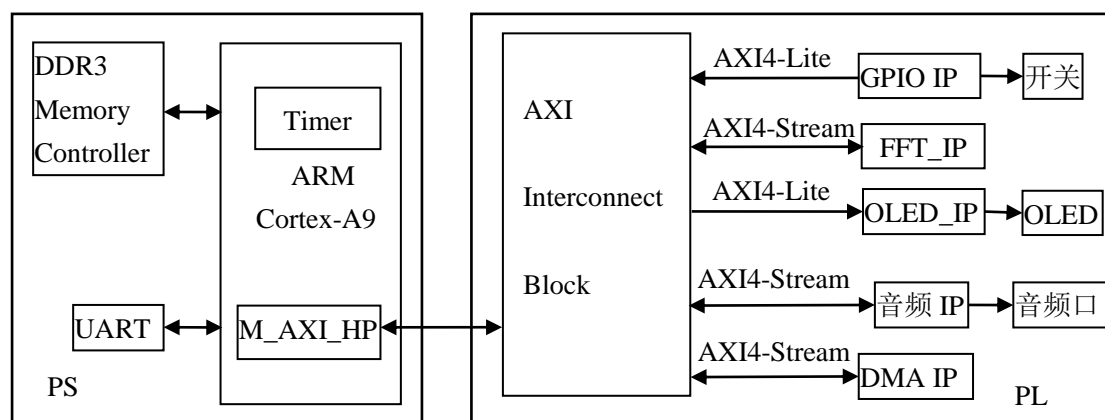 DDR3
Memory
Controller
Timer
ARM
Cortex-A9
UART
M_AXI_HP
PS
AXI
Interconnect
Block
AXI4-Lite
GPIO IP
开关
AXI4-Stream
FFT_IP
AXI4-Lite
OLED_IP
OLED
AXI4-Stream
音频 IP
音频口
AXI4-Stream
DMA IP
PL